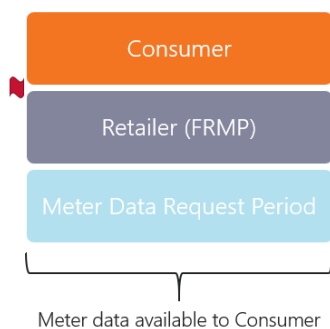 Consumer
Retailer (FRMP)
Meter Data Request Period
Meter data available to Consumer